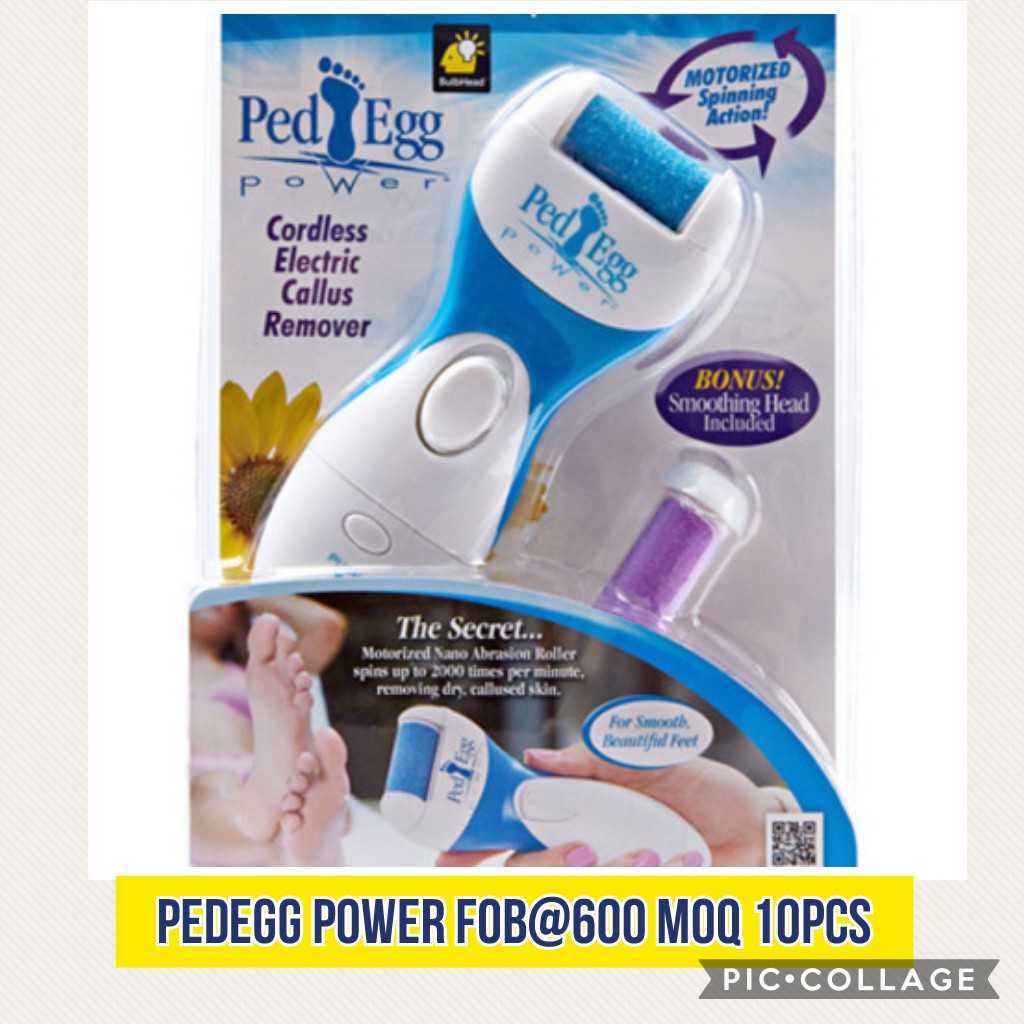 BulbHead
Ped Egg
power
Cordless
Electric
Callus
Remover
MOTORIZED
Spinning
Action!
Ped Egg
power
BONUS!
Smoothing Head
Included
The Secret...
Motorized Nano Abrasion Roller
spins up to 2000 times per minute,
removing dry, callused skin.
For Smooth,
Beautiful Feet
Ped Egg
PEDEGG POWER FOB@600 MOQ 10PCS
PIC•COLLAGE